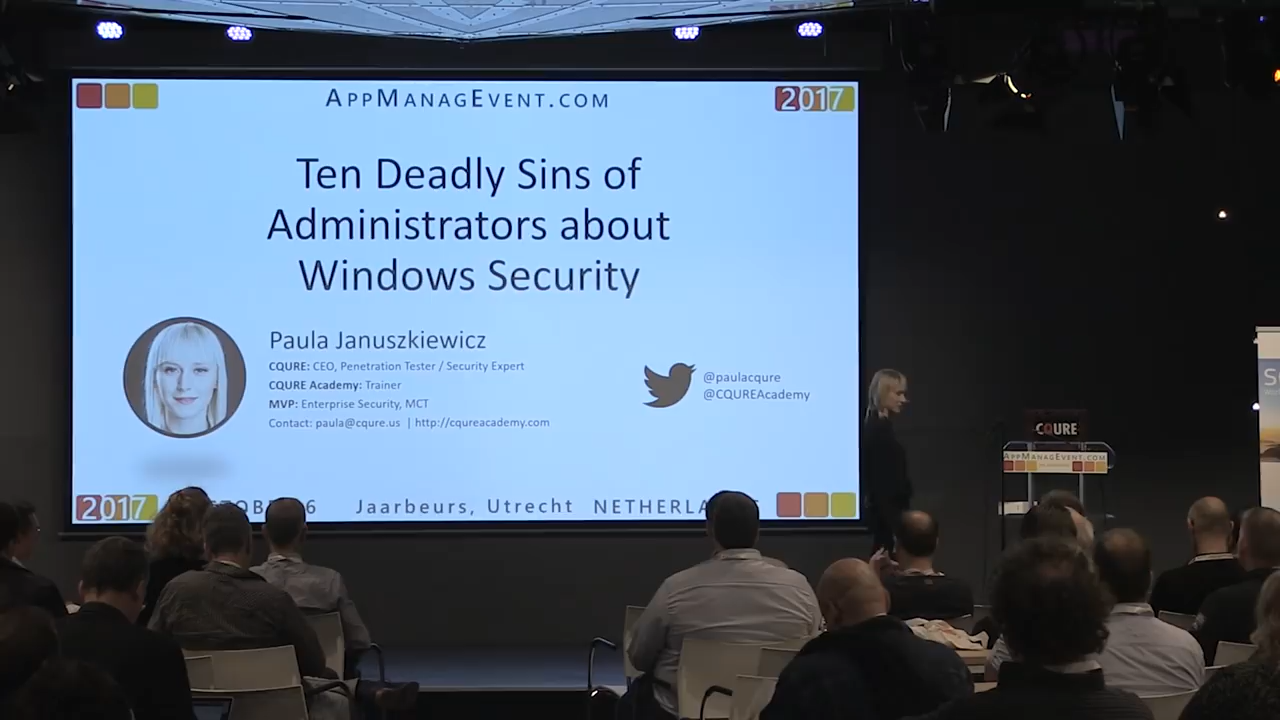 APPMANAGEVENT.COM
2017
Ten Deadly Sins of
Administrators about
Windows Security
Paula Januszkiewicz
CQURE: CEO, Penetration Tester / Security Expert
CQURE Academy: Trainer
MVP: Enterprise Security, MCT
Contact: paula@cqure.us | http://cqureacademy.com
@paulacqure
@CQUREAcademy
2017
6 Jaarbeurs, Utrecht
CQURE
APPMANAGEVENT.COM